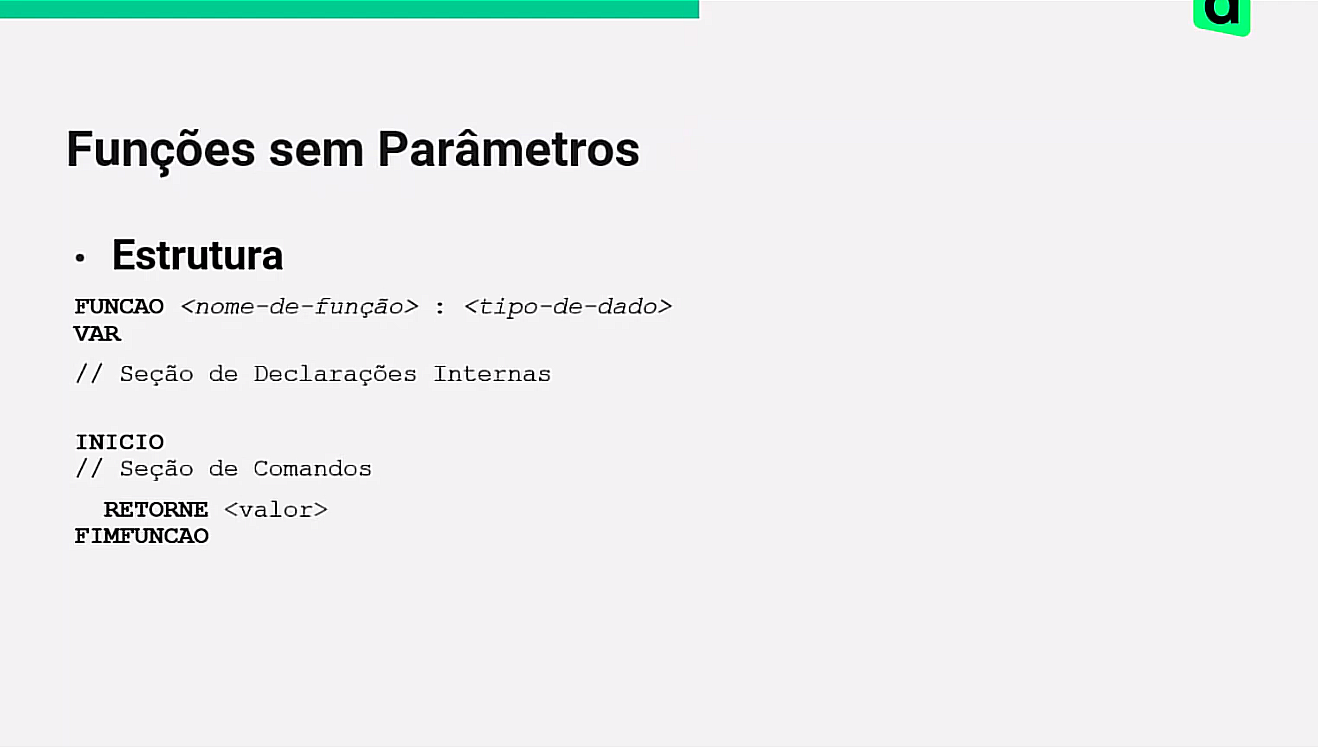 d
Funções sem Parâmetros
• Estrutura
FUNCAO <nome-de-função> : <tipo-de-dado>
VAR
// Seção de Declarações Internas
INICIO
// Seção de Comandos
RETORNE <valor>
FIMFUNCAO